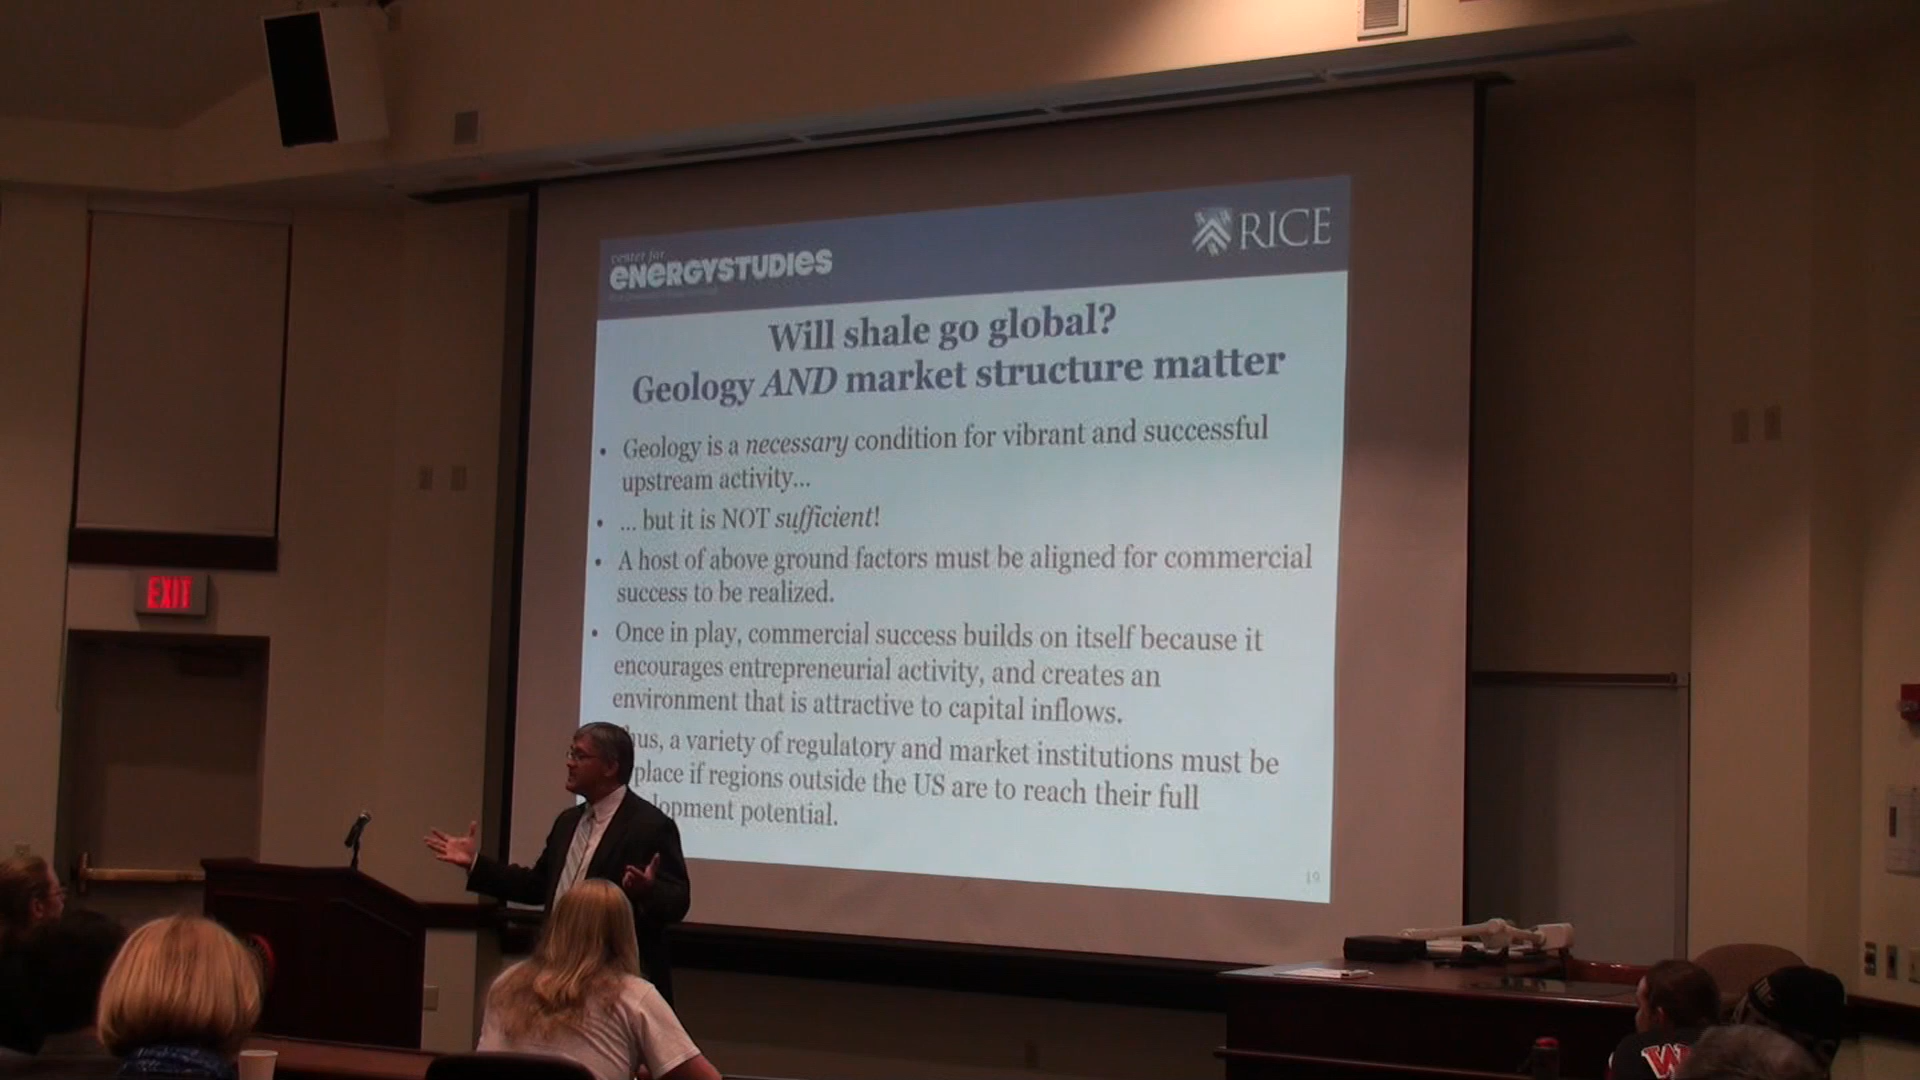 EXIT
center for
ENERGYSTUDIES
RICE
Will shale go global?
Geology AND market structure matter
• Geology is a necessary condition for vibrant and successful
upstream activity...
• ... but it is NOT sufficient!
• A host of above ground factors must be aligned for commercial
success to be realized.
• Once in play, commercial success builds on itself because it
encourages entrepreneurial activity, and creates an
environment that is attractive to capital inflows.
us, a variety of regulatory and market institutions must be
place if regions outside the US are to reach their full
lopment potential.
19
W